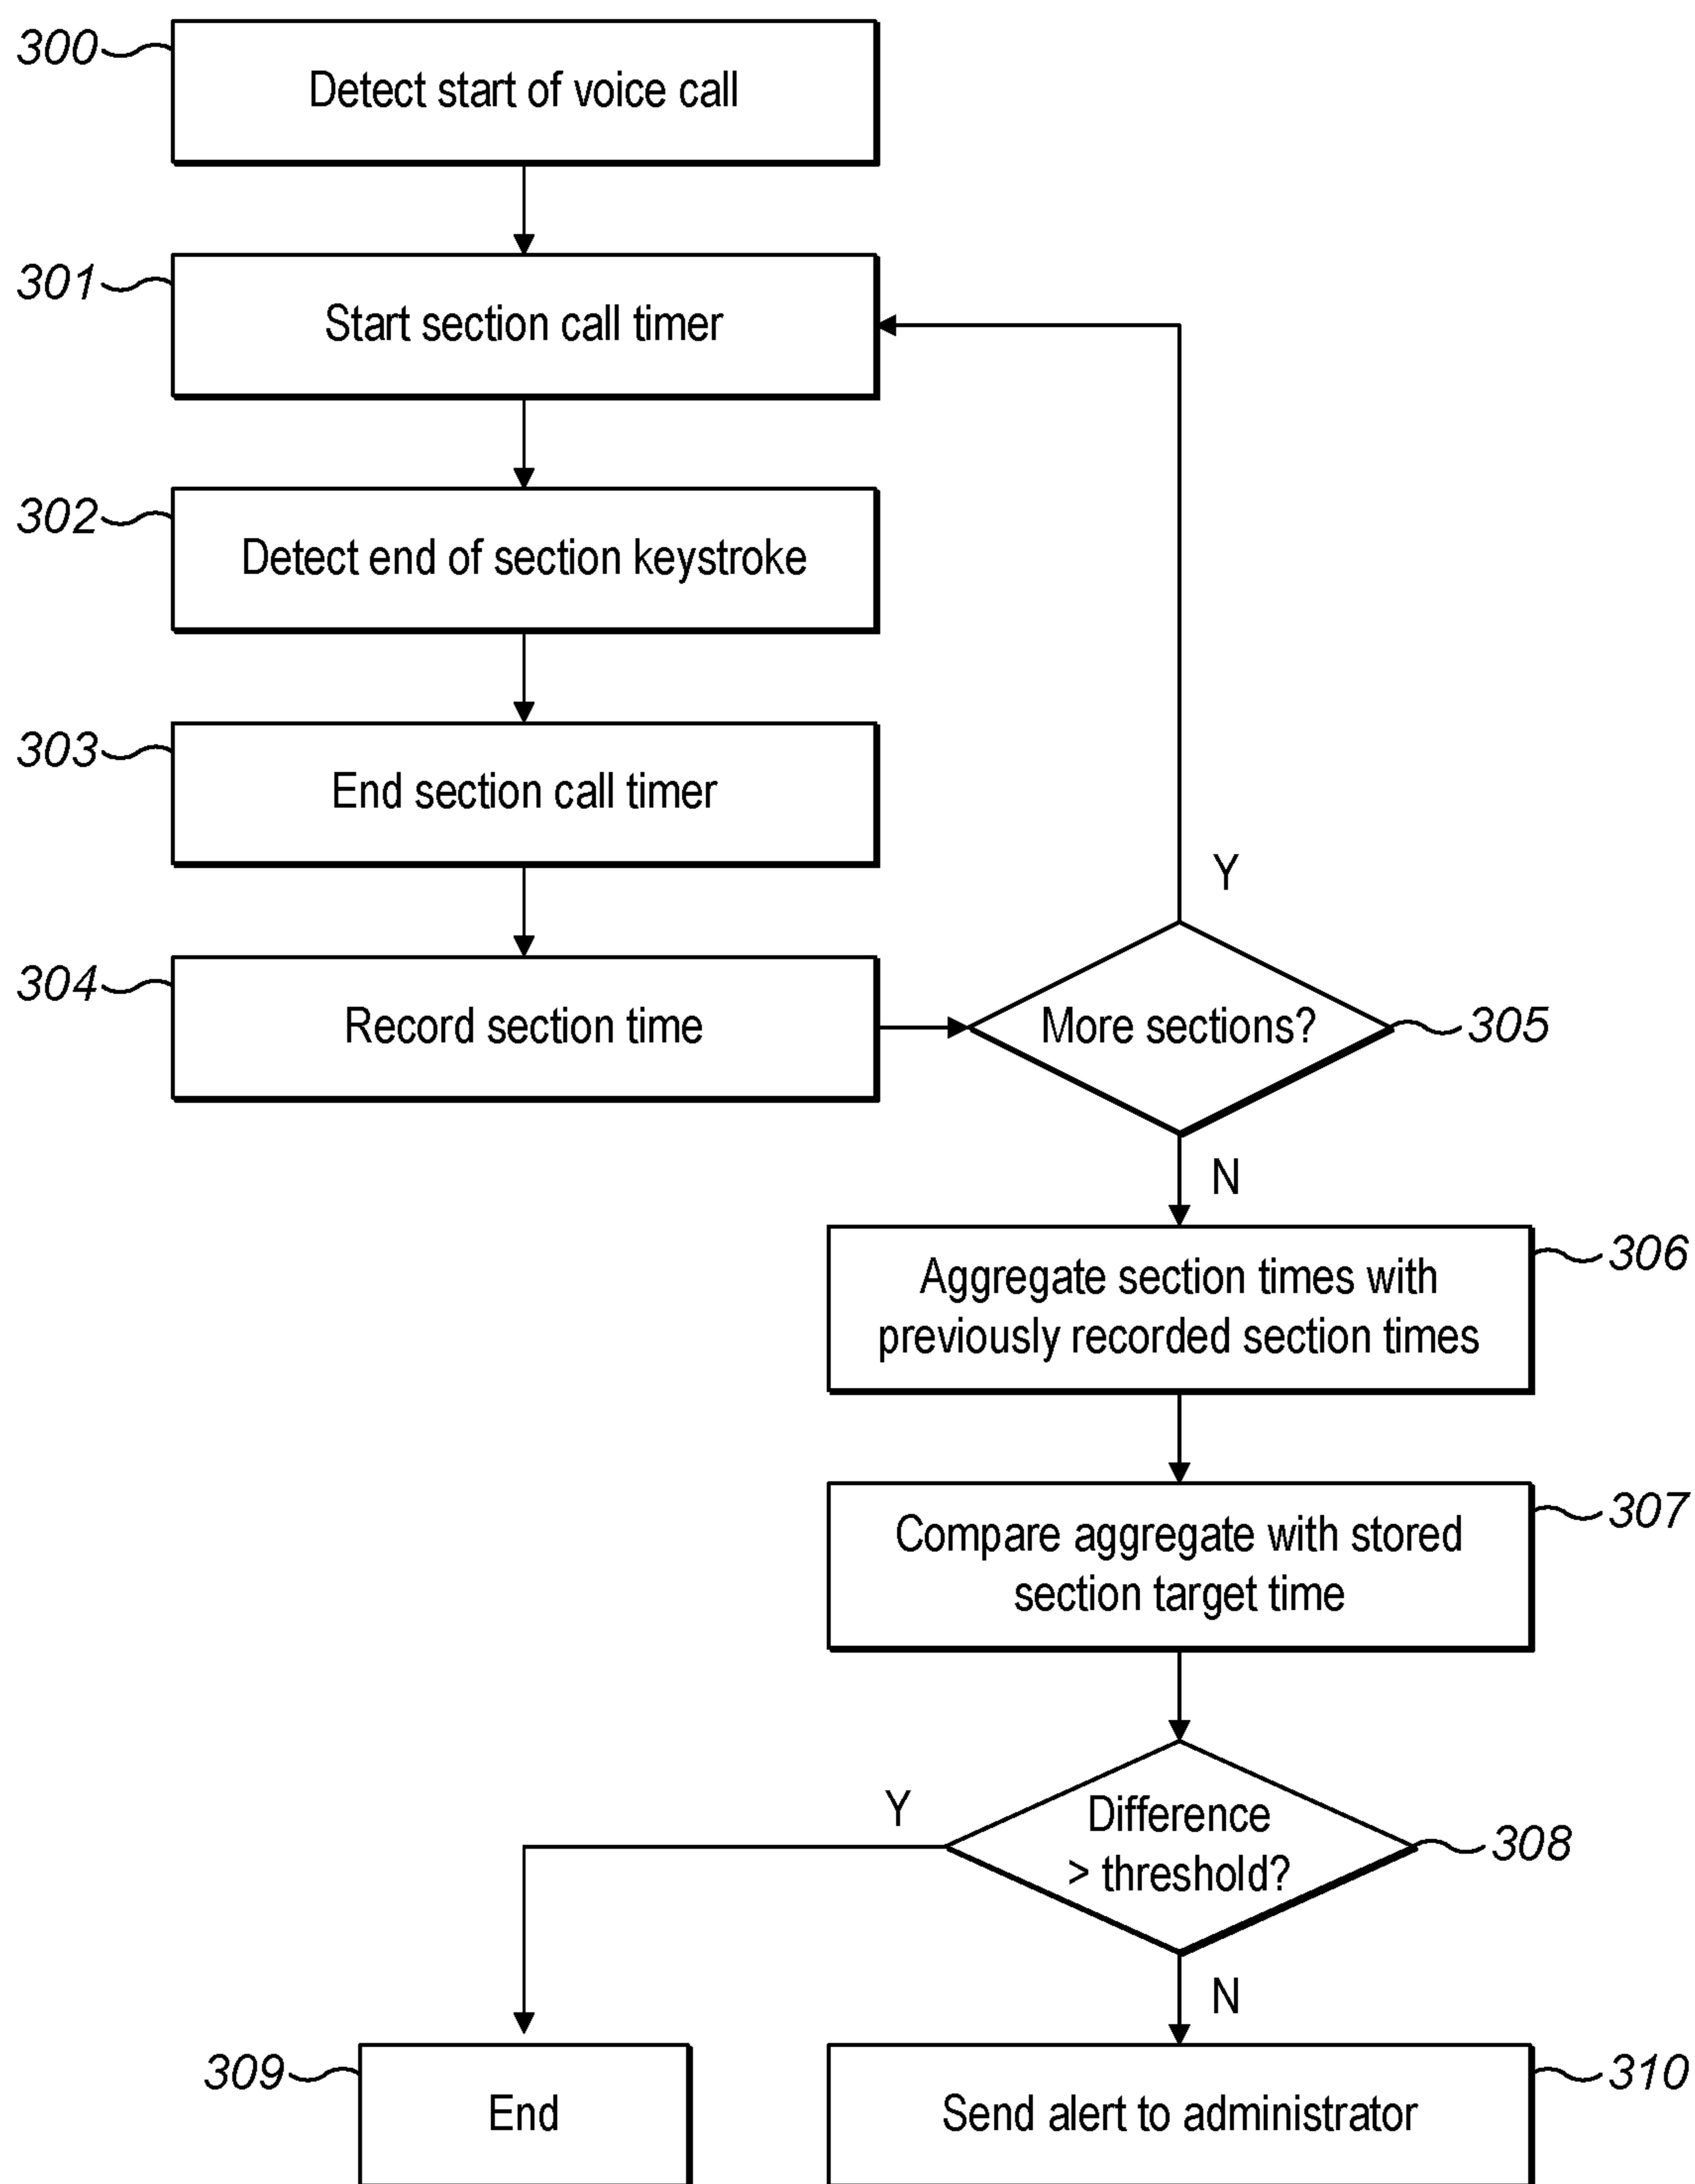 300
Detect start of voice call
301
Start section call timer
302
Detect end of section keystroke
303
End section call timer
Y
304
Record section time
More sections?
305
N
306
Aggregate section times with
previously recorded section times
307
Compare aggregate with stored
section target time
Y
Difference
> threshold?
308
N
309
End
310
Send alert to administrator